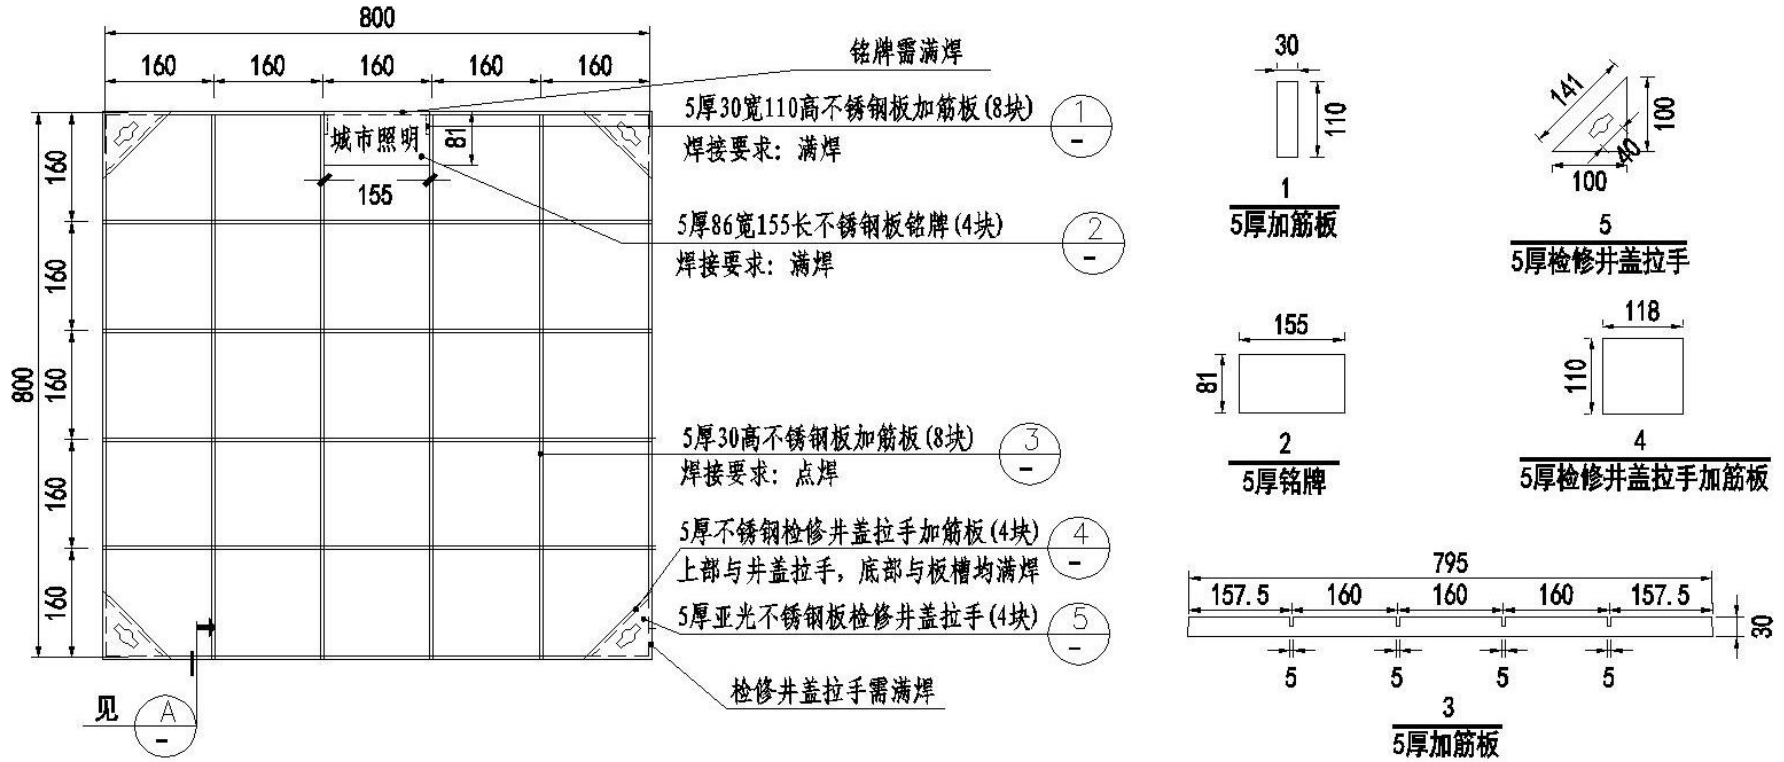 800
160 160 160 160 160
铭牌需满焊
5厚30宽110高不锈钢板加筋板(8块)
焊接要求：满焊
1
-
城市照明
81
155
5厚86宽155长不锈钢板铭牌(4块)
焊接要求：满焊
2
-
800
160
160
160
160
160
5厚30高不锈钢板加筋板(8块)
焊接要求：点焊
3
-
5厚不锈钢检修井盖拉手加筋板(4块)
上部与井盖拉手，底部与板槽均满焊
4
-
5厚亚光不锈钢板检修井盖拉手(4块)
5
-
检修井盖拉手需满焊
见
A
-
30
110
1
5厚加筋板
141
100
40
100
5
5厚检修井盖拉手
155
81
2
5厚铭牌
118
110
4
5厚检修井盖拉手加筋板
795
157.5 160 160 160 157.5
30
5 5 5 5
3
5厚加筋板